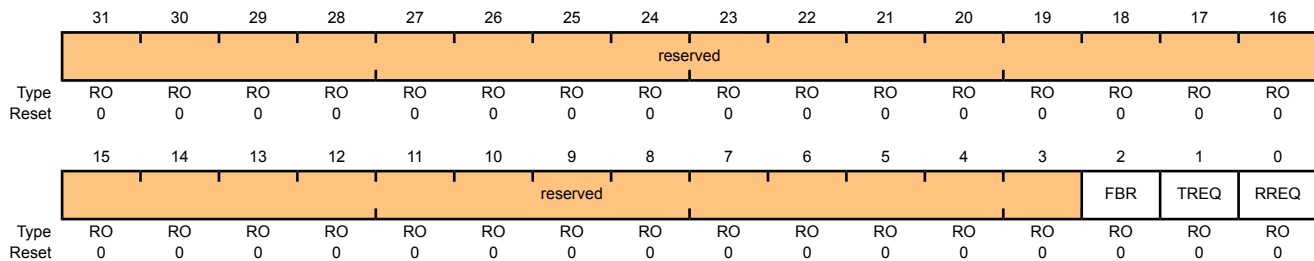 31 30 29 28 27 26 25 24 23 22 21 20 19 18 17 16
reserved
Type RO RO RO RO RO RO RO RO RO RO RO RO RO RO RO RO
Reset 0 0 0 0 0 0 0 0 0 0 0 0 0 0 0 0
15 14 13 12 11 10 9 8 7 6 5 4 3 2 1 0
reserved FBR TREQ RREQ
Type RO RO RO RO RO RO RO RO RO RO RO RO RO RO RO RO
Reset 0 0 0 0 0 0 0 0 0 0 0 0 0 0 0 0